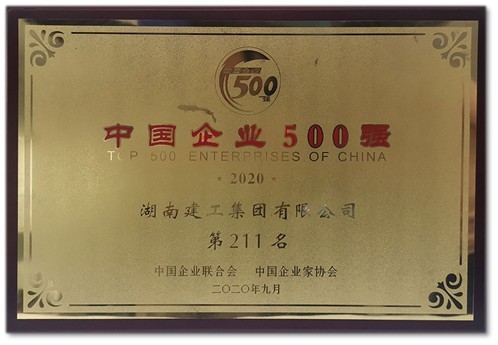 500
中国企业500强
TOP 500 ENTERPRISES OF CHINA
2020
湖南建工集团有限公司
第211名
中国企业联合会 中国企业家协会
二〇二〇年九月